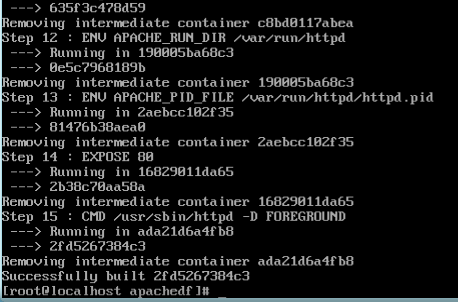 ---> 635f3c478d59
Removing intermediate container c8bd0117abea
Step 12 : ENV APACHE_RUN_DIR /var/run/httpd
---> Running in 190005ba68c3
---> 0e5c7968189b
Removing intermediate container 190005ba68c3
Step 13 : ENV APACHE_PID_FILE /var/run/httpd/httpd.pid
---> Running in 2aebcc102f35
---> 81476b38aea0
Removing intermediate container 2aebcc102f35
Step 14 : EXPOSE 80
---> Running in 16829011da65
---> 2b38c70aa58a
Removing intermediate container 16829011da65
Step 15 : CMD /usr/sbin/httpd -D FOREGROUND
---> Running in ada21d6a4fb8
---> 2fd5267384c3
Removing intermediate container ada21d6a4fb8
Successfully built 2fd5267384c3
[root@localhost apachedf]# _